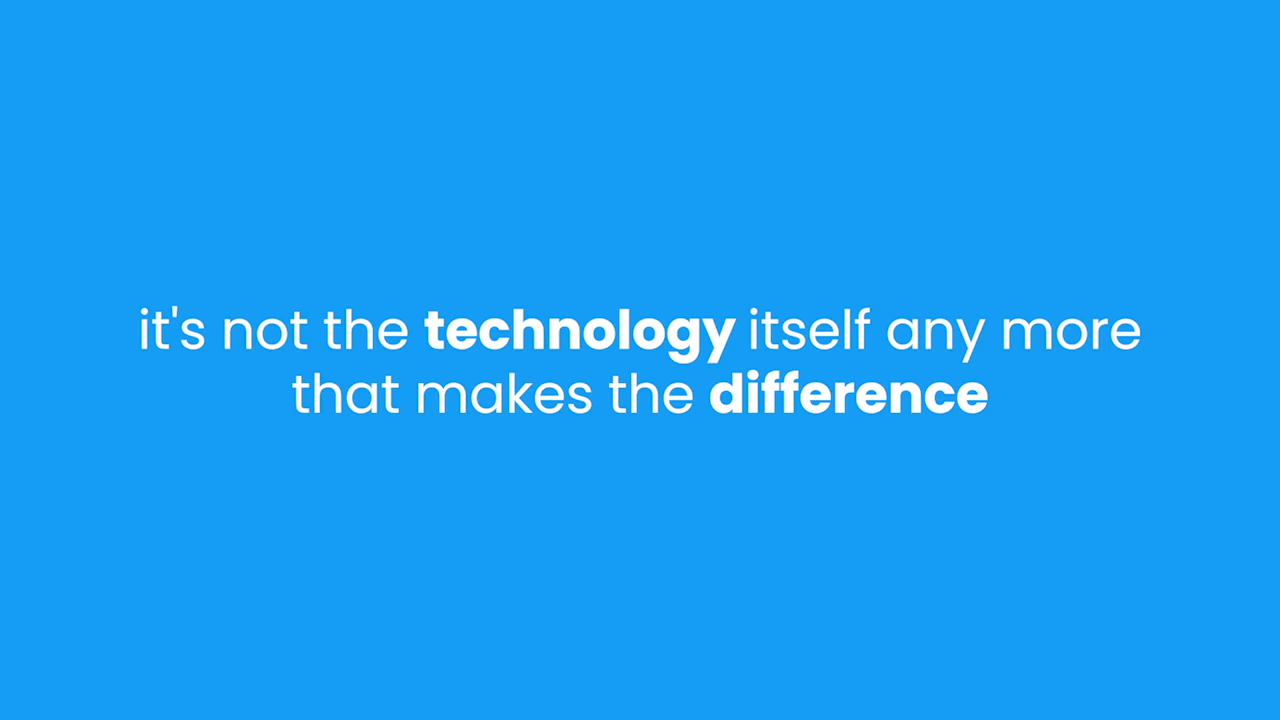 it's not the technology itself any more
that makes the difference